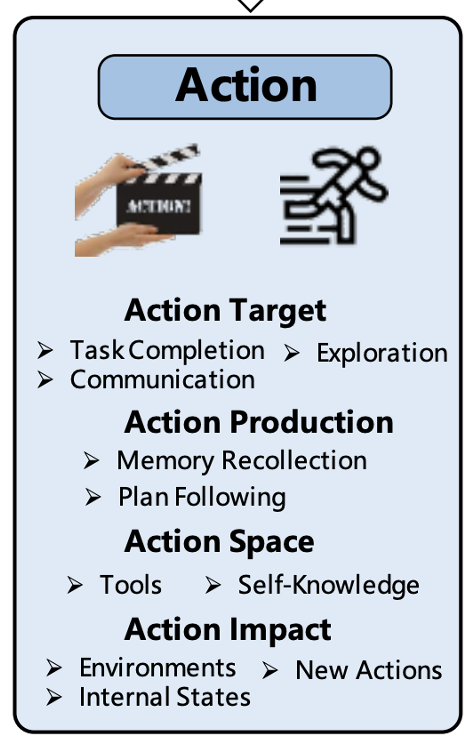 Action
ACTION!
Action Target
➢ Task Completion ➢ Exploration
➢ Communication
Action Production
➢ Memory Recollection
➢ Plan Following
Action Space
➢ Tools ➢ Self-Knowledge
Action Impact
➢ Environments ➢ New Actions
➢ Internal States